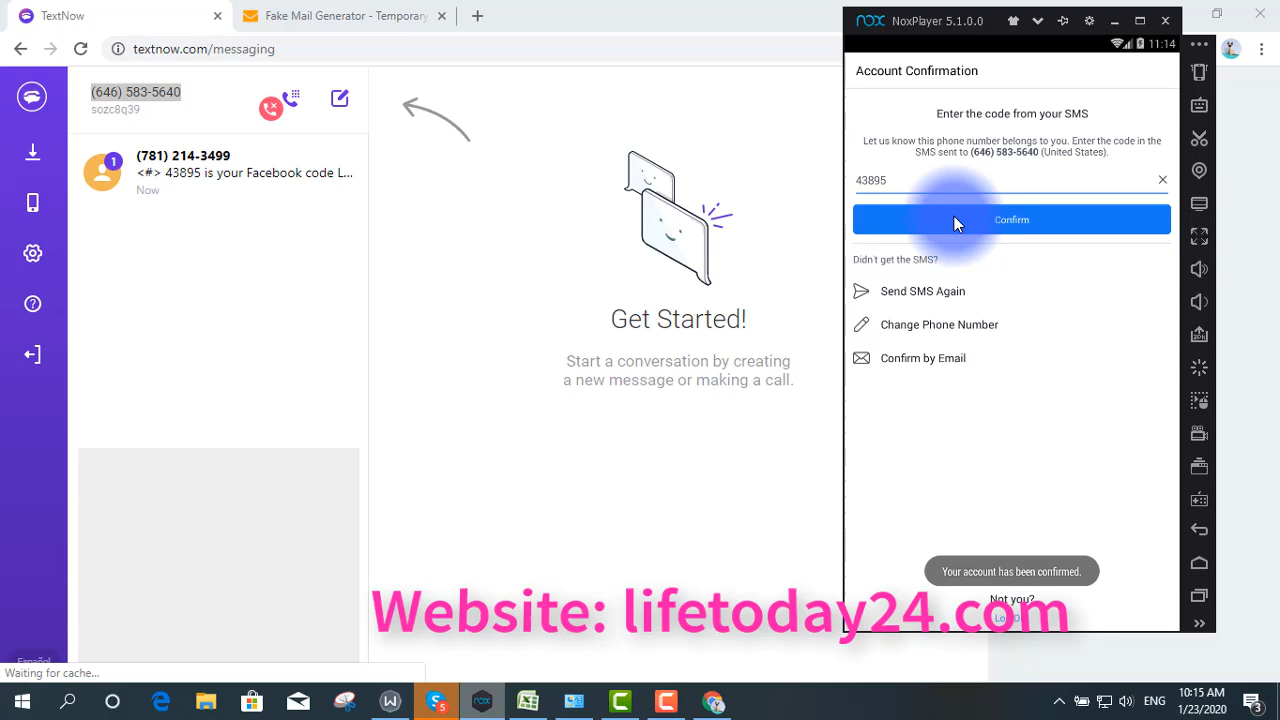 TextNow
Fake Mail Generator - Temporary
textnow.com/messaging
(646) 583-5640
sozc8q39
1
(781) 214-3499
<#> 43895 is your Facebook code L...
Now
Get Started!
Start a conversation by creating
a new message or making a call.
Español
Waiting for cache...
nox NoxPlayer 5.1.0.0
11:14
Account Confirmation
Enter the code from your SMS
Let us know this phone number belongs to you. Enter the code in the
SMS sent to (646) 583-5640 (United States).
43895
Confirm
Didn't get the SMS?
Send SMS Again
Change Phone Number
Confirm by Email
Your account has been confirmed.
Not you?
Website: lifetoday24.com
ENG
10:15 AM
1/23/2020
3
5